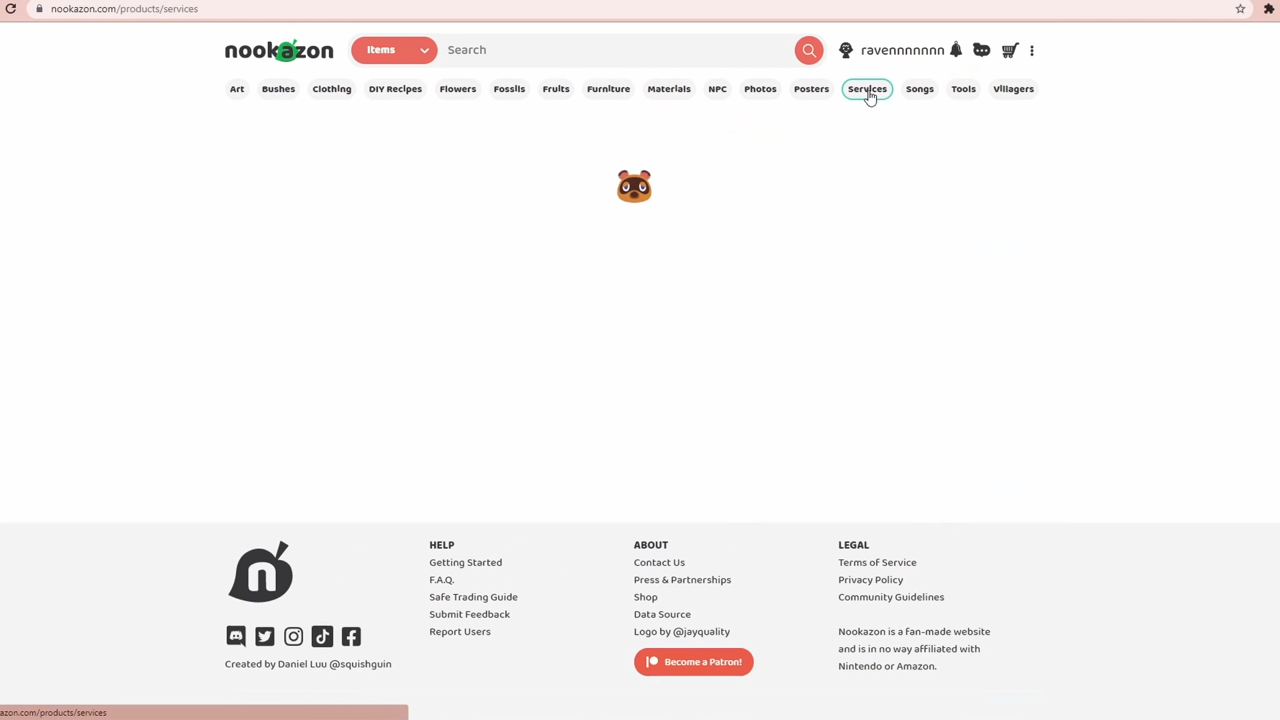 nookazon.com/products/services
nookazon
Items
Search
ravennnnnnn
Art
Bushes
Clothing
DIY Recipes
Flowers
Fossils
Fruits
Furniture
Materials
NPC
Photos
Posters
Services
Songs
Tools
Villagers
n
Created by Daniel Luu @squishguin
HELP
Getting Started
F.A.Q.
Safe Trading Guide
Submit Feedback
Report Users
ABOUT
Contact Us
Press & Partnerships
Shop
Data Source
Logo by @jayquality
Become a Patron!
LEGAL
Terms of Service
Privacy Policy
Community Guidelines
Nookazon is a fan-made website
and is in no way affiliated with
Nintendo or Amazon.
azon.com/products/services